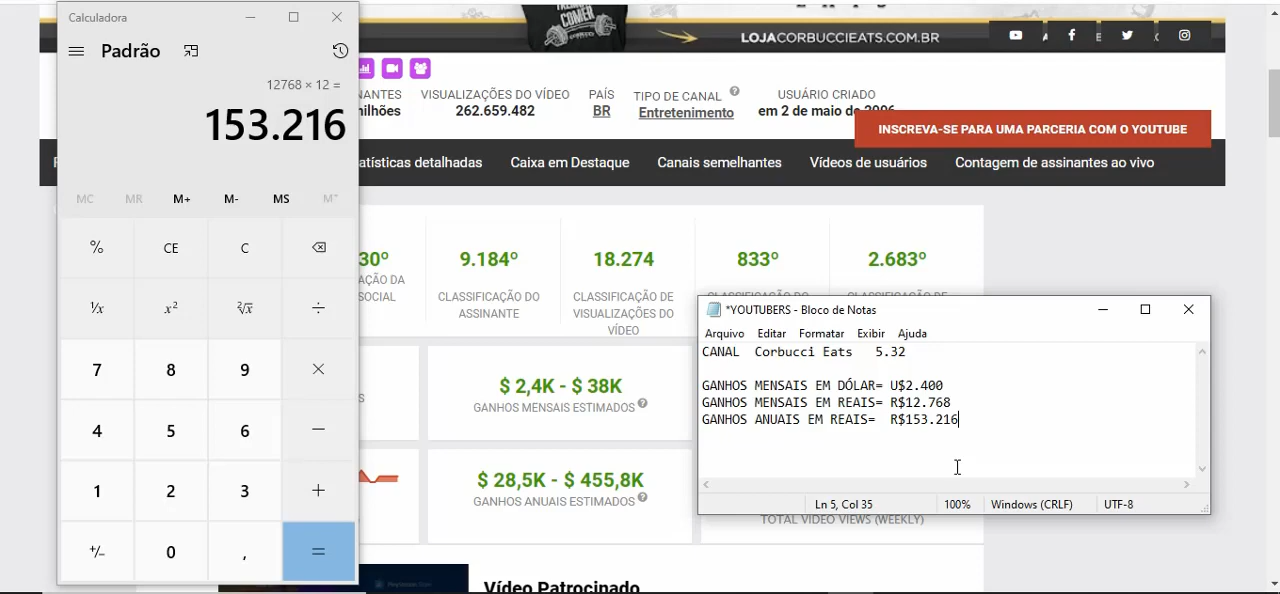 Calculadora
Padrão
12768 × 12 =
153.216
MC MR M+ M- MS M˅
% CE C
¹/x x² ²√x ÷
7 8 9 ×
4 5 6 −
1 2 3 +
+/− 0 , =
COMER
LOJACORBUCCIEATS.COM.BR
NANTES
ilhões
VISUALIZAÇÕES DO VÍDEO
262.659.482
PAÍS
BR
TIPO DE CANAL ?
Entretenimento
USUÁRIO CRIADO
em 2 de maio de 2006
INSCREVA-SE PARA UMA PARCERIA COM O YOUTUBE
atísticas detalhadas Caixa em Destaque Canais semelhantes Vídeos de usuários Contagem de assinantes ao vivo
30º
AÇÃO DA
SOCIAL
9.184º
CLASSIFICAÇÃO DO
ASSINANTE
18.274
CLASSIFICAÇÃO DE
VISUALIZAÇÕES DO
VÍDEO
833º
CLASSIFICAÇÃO DO
2.683º
CLASSIFICAÇÃO DE
S
$ 2,4K - $ 38K
GANHOS MENSAIS ESTIMADOS ?
$ 28,5K - $ 455,8K
GANHOS ANUAIS ESTIMADOS ?
*YOUTUBERS - Bloco de Notas
Arquivo Editar Formatar Exibir Ajuda
CANAL Corbucci Eats 5.32
GANHOS MENSAIS EM DÓLAR= U$2.400
GANHOS MENSAIS EM REAIS= R$12.768
GANHOS ANUAIS EM REAIS= R$153.216
Ln 5, Col 35 100% Windows (CRLF) UTF-8
TOTAL VIDEO VIEWS (WEEKLY)
Vídeo Patrocinado